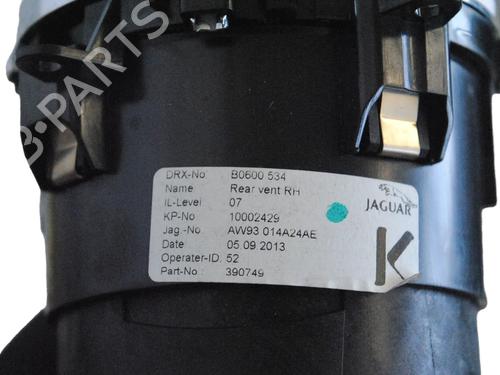 B-PARTS
DRX-No B0600 534
Name Rear vent RH
IL-Level 07
KP-No 10002429
Jag.-No. AW93 014A24AE
Date 05.09.2013
Operater-ID: 52
Part-No.: 390749
JAGUAR
K